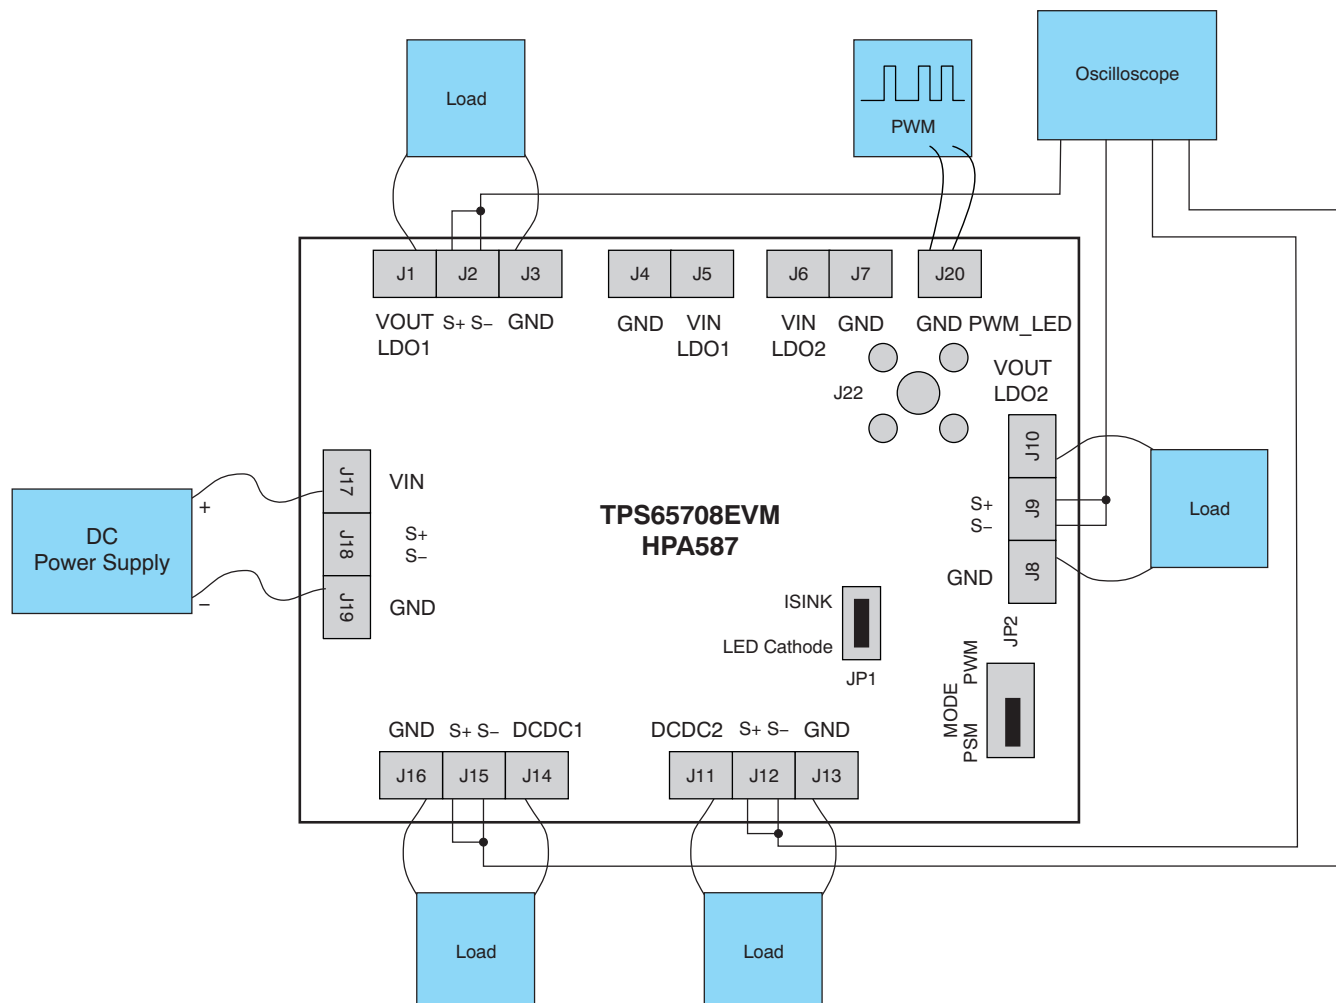 Load
PWM
Oscilloscope
J1 J2 J3 J4 J5 J6 J7 J20
VOUT LDO1
S+ S−
GND
GND
VIN LDO1
VIN LDO2
GND
GND PWM_LED
J22
VOUT
LDO2
J10
J9
J8
S+
S−
GND
Load
DC
Power Supply
+
−
J17
J18
J19
VIN
S+
S−
GND
TPS65708EVM
HPA587
ISINK
LED Cathode
JP1
JP2
MODE
PSM PWM
GND S+ S− DCDC1
J16 J15 J14
DCDC2 S+ S− GND
J11 J12 J13
Load
Load